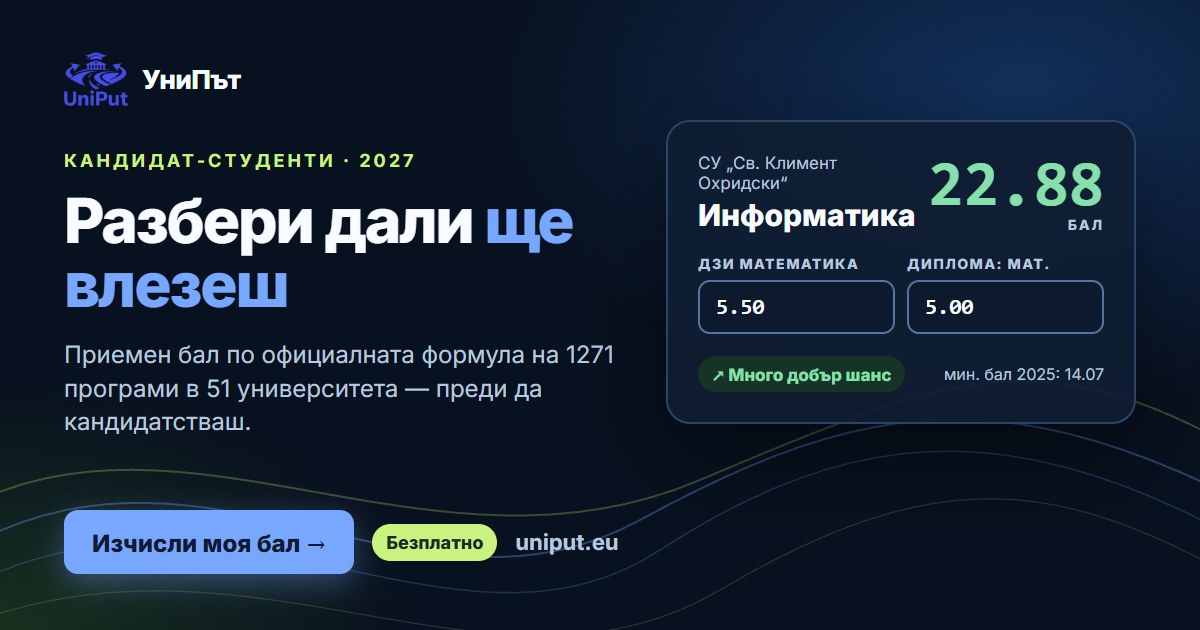 UniPut
УниПът
КАНДИДАТ-СТУДЕНТИ · 2027
Разбери дали ще
влезеш
Приемен бал по официалната формула на 1271
програми в 51 университета — преди да
кандидатстваш.
Изчисли моя бал →
Безплатно
uniput.eu
СУ „Св. Климент
Охридски“
Информатика
22.88
БАЛ
ДЗИ МАТЕМАТИКА
ДИПЛОМА: МАТ.
5.50
5.00
↗ Много добър шанс
мин. бал 2025: 14.07